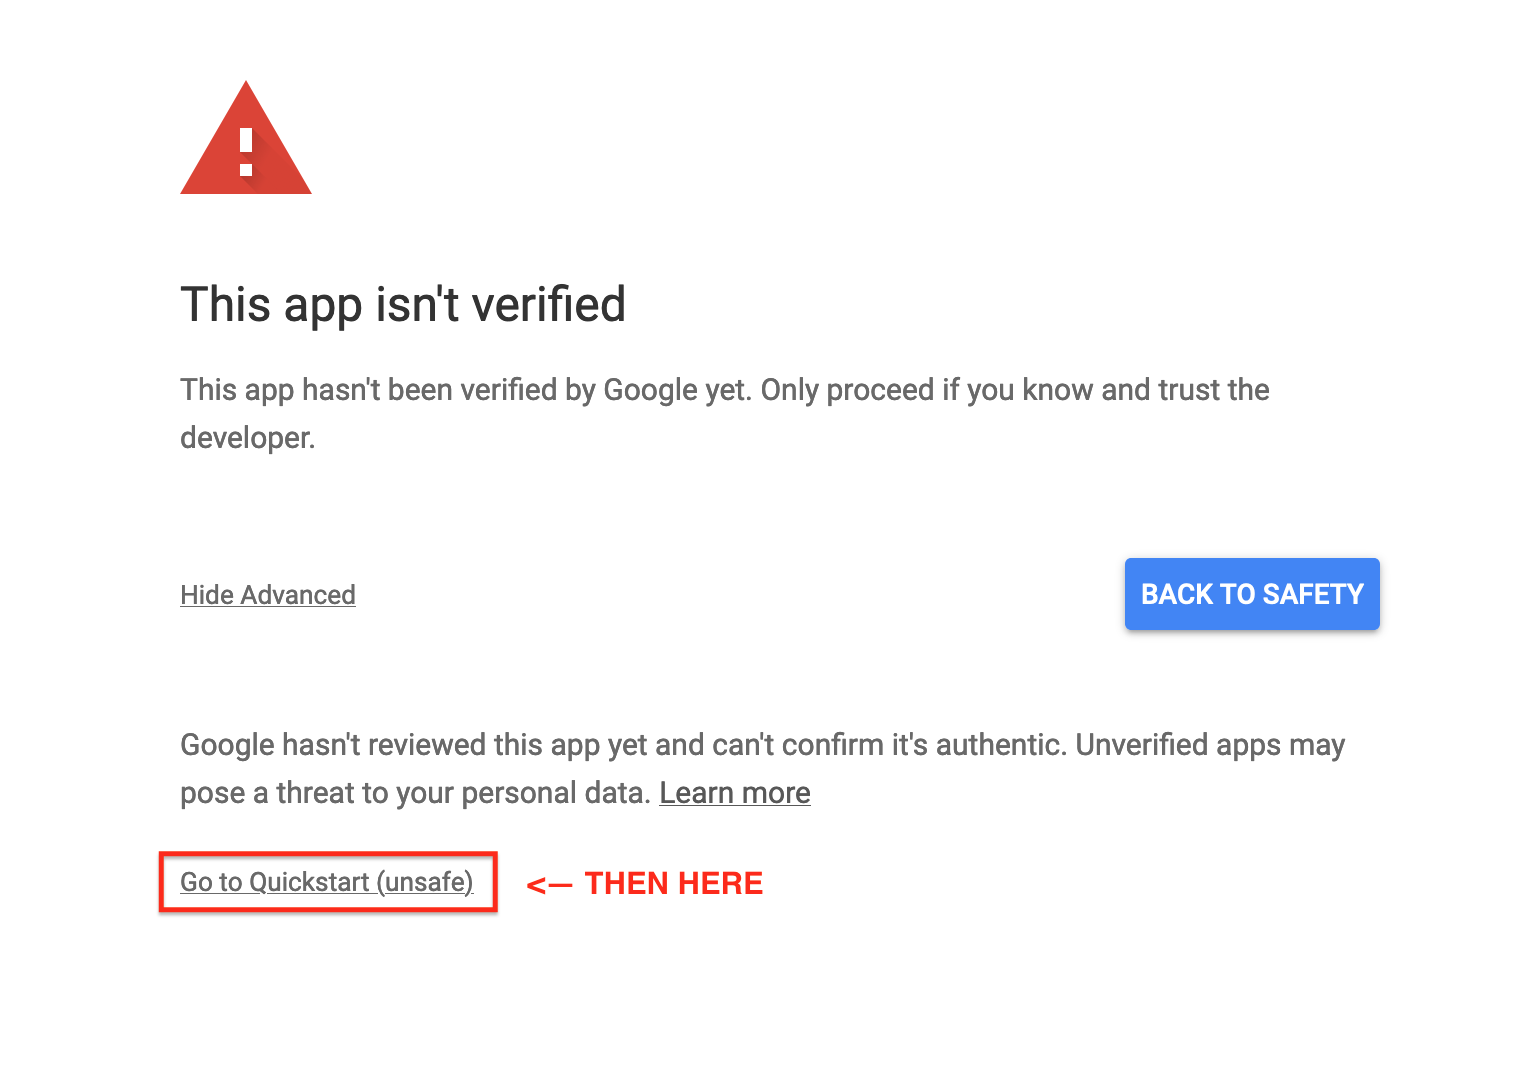 This app isn't verified
This app hasn't been verified by Google yet. Only proceed if you know and trust the
developer.
Hide Advanced
BACK TO SAFETY
Google hasn't reviewed this app yet and can't confirm it's authentic. Unverified apps may
pose a threat to your personal data. Learn more
Go to Quickstart (unsafe) <— THEN HERE